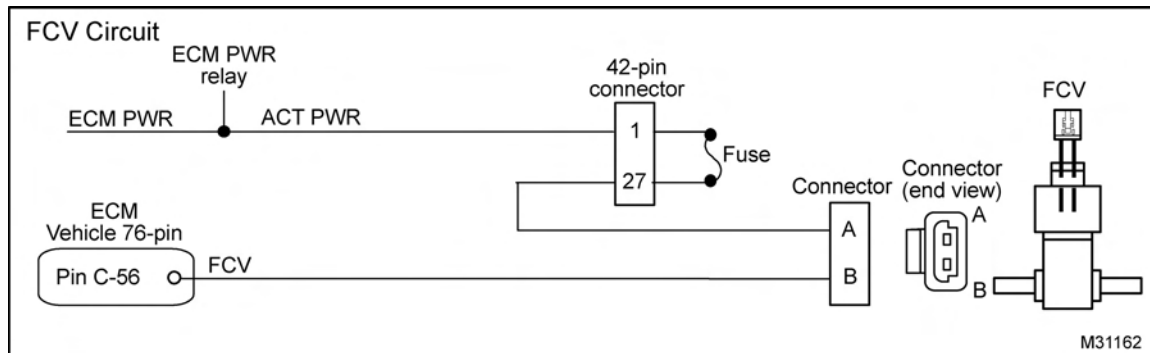 FCV Circuit
ECM PWR
relay
ECM PWR
ACT PWR
42-pin
connector
1
27
Fuse
FCV
Connector
Connector
(end view)
A
B
A
B
ECM
Vehicle 76-pin
Pin C-56
FCV
M31162